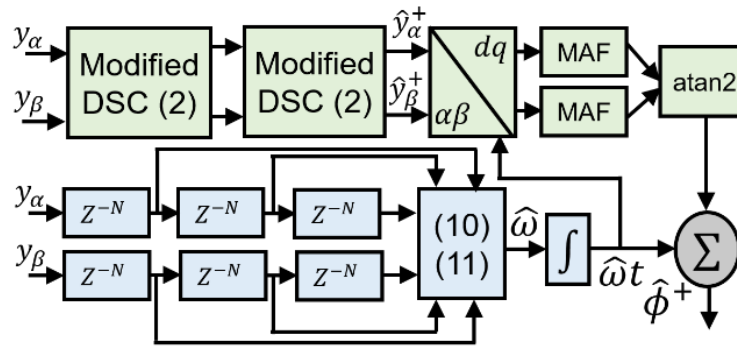 y_α
y_β
Modified
DSC (2)
Modified
DSC (2)
ŷ_α^+
ŷ_β^+
dq
αβ
MAF
MAF
atan2
y_α
y_β
Z^{-N}
Z^{-N}
Z^{-N}
Z^{-N}
Z^{-N}
Z^{-N}
(10)
(11)
ω̂
∫
ω̂t
Σ
ϕ̂^+